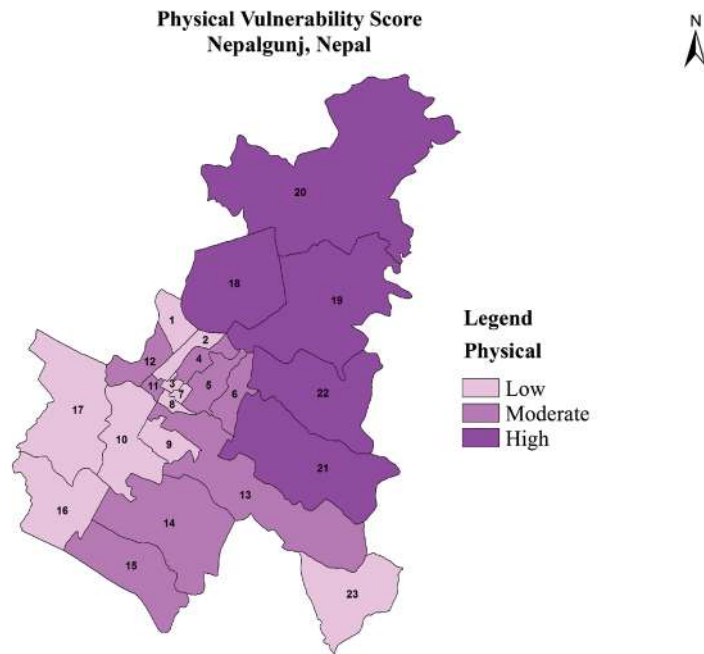 Physical Vulnerability Score
Nepalgunj, Nepal
N
20
18
19
1
2
12
4
11
3
7
5
6
22
8
17
10
9
21
13
16
14
15
23
Legend
Physical
Low
Moderate
High